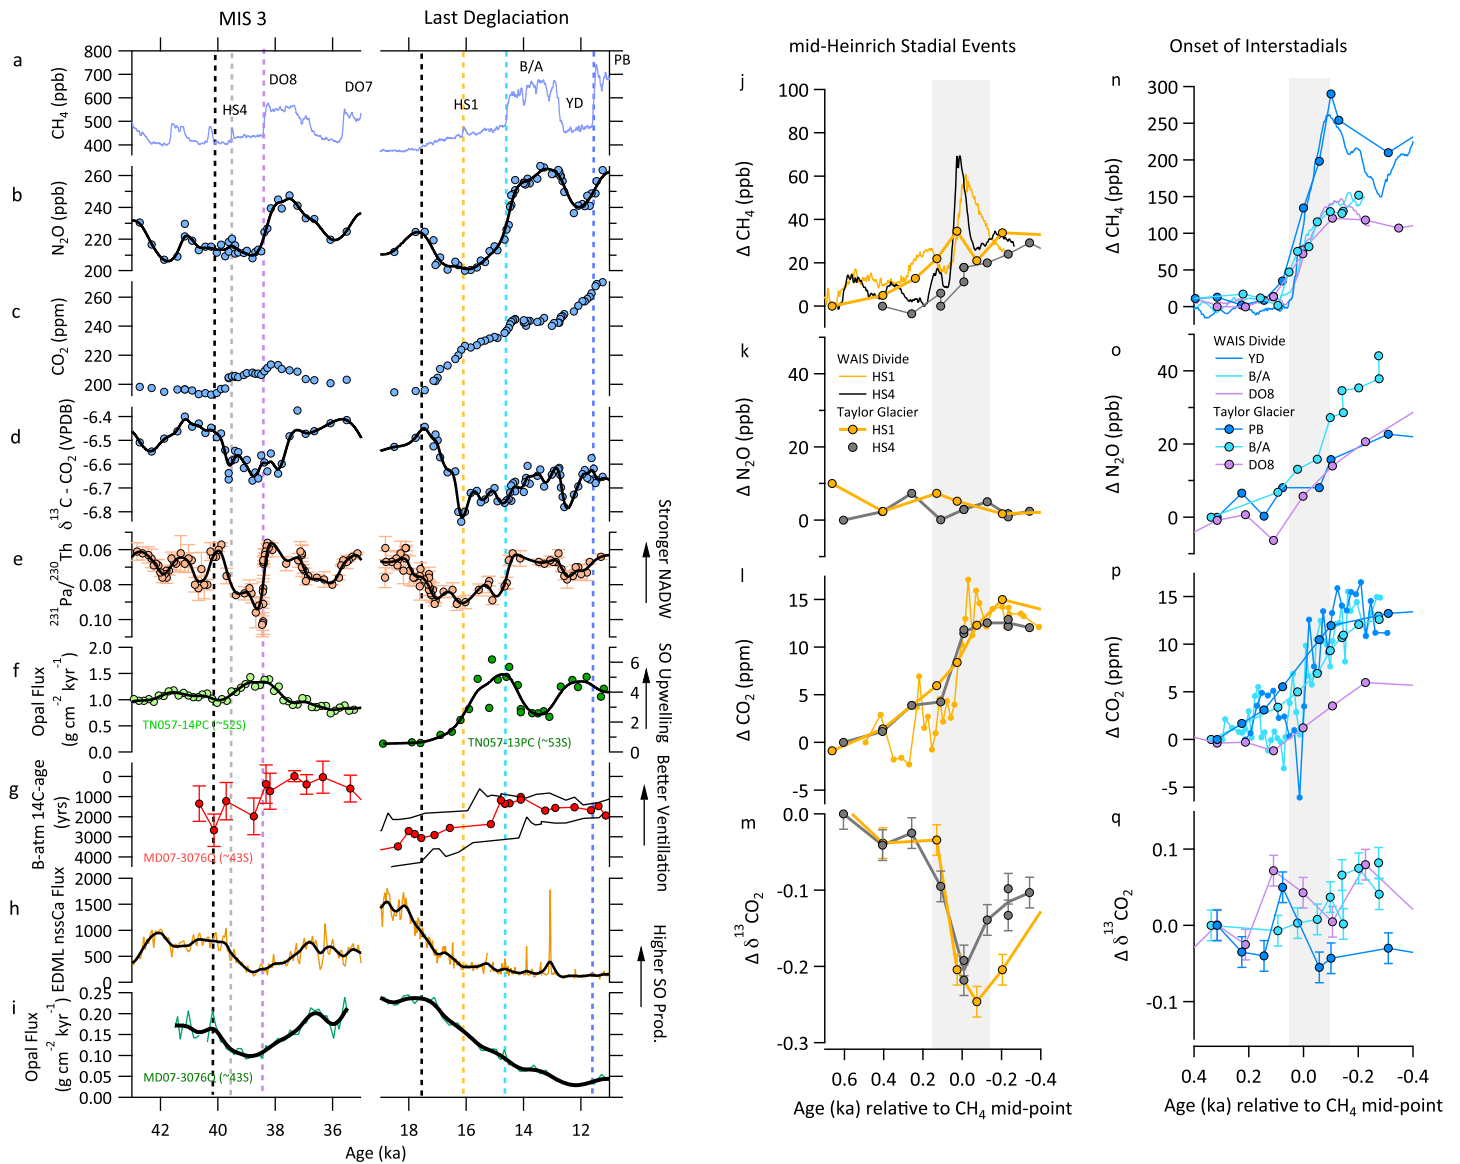 MIS 3
Last Deglaciation
a
CH4 (ppb)
800
700
600
500
400
HS4
DO8
DO7
HS1
B/A
YD
PB
b
N2O (ppb)
260
240
220
200
c
CO2 (ppm)
260
240
220
200
d
δ13C - CO2 (VPDB)
-6.4
-6.5
-6.6
-6.7
-6.8
e
231Pa/230Th
0.06
0.08
0.10
Stronger NADW
f
Opal Flux
(g cm-2 kyr-1)
2.0
1.5
1.0
0.5
0.0
TN057-14PC (~52S)
TN057-13PC (~53S)
6
4
2
0
SO Upwelling
g
B-atm 14C-age
(yrs)
0
1000
2000
3000
4000
MD07-3076Q (~43S)
Better Ventilation
h
EDML nssCa Flux
2000
1500
1000
500
0
i
Opal Flux
(g cm-2 kyr-1)
0.25
0.20
0.15
0.10
0.05
0.00
MD07-3076Q (~43S)
Higher SO Prod.
42
40
38
36
18
16
14
12
Age (ka)
mid-Heinrich Stadial Events
j
Δ CH4 (ppb)
100
80
60
40
20
0
k
Δ N2O (ppb)
40
20
0
WAIS Divide
HS1
HS4
Taylor Glacier
HS1
HS4
l
Δ CO2 (ppm)
15
10
5
0
-5
m
Δ δ13 CO2
0.0
-0.1
-0.2
-0.3
0.6
0.4
0.2
0.0
-0.2
-0.4
Age (ka) relative to CH4 mid-point
Onset of Interstadials
n
Δ CH4 (ppb)
300
250
200
150
100
50
0
o
Δ N2O (ppb)
40
20
0
WAIS Divide
YD
B/A
DO8
Taylor Glacier
PB
B/A
DO8
p
Δ CO2 (ppm)
15
10
5
0
-5
q
Δ δ13 CO2
0.1
0.0
-0.1
0.4
0.2
0.0
-0.2
-0.4
Age (ka) relative to CH4 mid-point